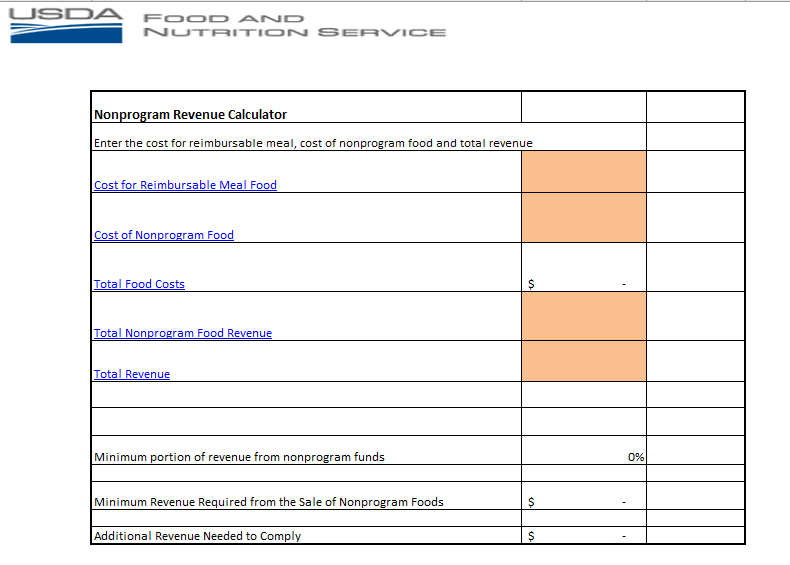 USDA
FOOD AND
NUTRITION SERVICE
Nonprogram Revenue Calculator
Enter the cost for reimbursable meal, cost of nonprogram food and total revenue
Cost for Reimbursable Meal Food
Cost of Nonprogram Food
Total Food Costs $ -
Total Nonprogram Food Revenue
Total Revenue
Minimum portion of revenue from nonprogram funds 0%
Minimum Revenue Required from the Sale of Nonprogram Foods $ -
Additional Revenue Needed to Comply $ -